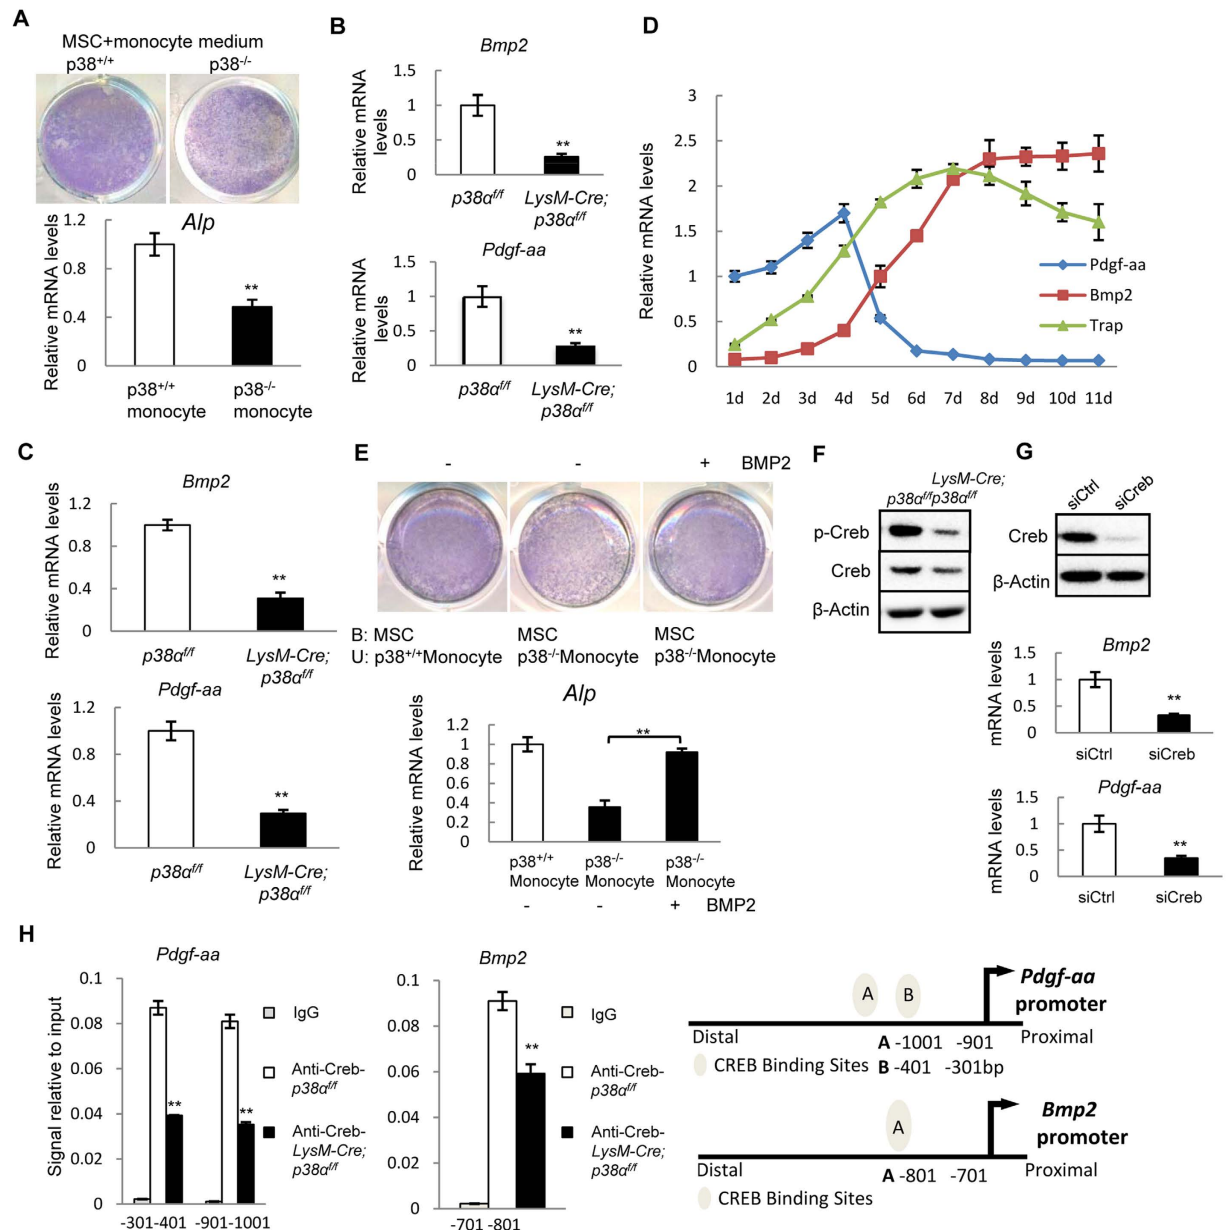 A
MSC+monocyte medium
p38+/+ p38-/-
Alp
Relative mRNA levels
1.2
0.8
0.4
0
**
p38+/+ monocyte
p38-/- monocyte
B
Bmp2
Relative mRNA levels
1.5
1
0.5
0
**
p38αf/f
LysM-Cre; p38αf/f
Pdgf-aa
Relative mRNA levels
1.5
1
0.5
0
**
p38αf/f
LysM-Cre; p38αf/f
D
Relative mRNA levels
3
2.5
2
1.5
1
0.5
0
Pdgf-aa
Bmp2
Trap
1d 2d 3d 4d 5d 6d 7d 8d 9d 10d 11d
C
Bmp2
Relative mRNA levels
1.2
0.8
0.4
0
**
p38αf/f
LysM-Cre; p38αf/f
Pdgf-aa
Relative mRNA levels
1.2
0.8
0.4
0
**
p38αf/f
LysM-Cre; p38αf/f
E
- - + BMP2
B: MSC MSC MSC
U: p38+/+Monocyte p38-/-Monocyte p38-/-Monocyte
Alp
Relative mRNA levels
1.2
1
0.8
0.6
0.4
0.2
0
**
p38+/+ p38-/- p38-/-
Monocyte Monocyte Monocyte
- - + BMP2
F
LysM-Cre;
p38αf/f p38αf/f
p-Creb
Creb
β-Actin
G
siCtrl siCreb
Creb
β-Actin
Bmp2
mRNA levels
1.5
1
0.5
0
**
siCtrl siCreb
Pdgf-aa
mRNA levels
1.5
1
0.5
0
**
siCtrl siCreb
H
Pdgf-aa
Signal relative to input
0.1
0.08
0.06
0.04
0.02
0
**
**
-301-401 -901-1001
IgG
Anti-Creb-
p38αf/f
Anti-Creb-
LysM-Cre;
p38αf/f
Bmp2
0.1
0.08
0.06
0.04
0.02
0
**
-701 -801
IgG
Anti-Creb-
p38αf/f
Anti-Creb-
LysM-Cre;
p38αf/f
A B
Pdgf-aa
promoter
Distal A -1001 -901 Proximal
CREB Binding Sites B -401 -301bp
A
Bmp2
promoter
Distal A -801 -701 Proximal
CREB Binding Sites